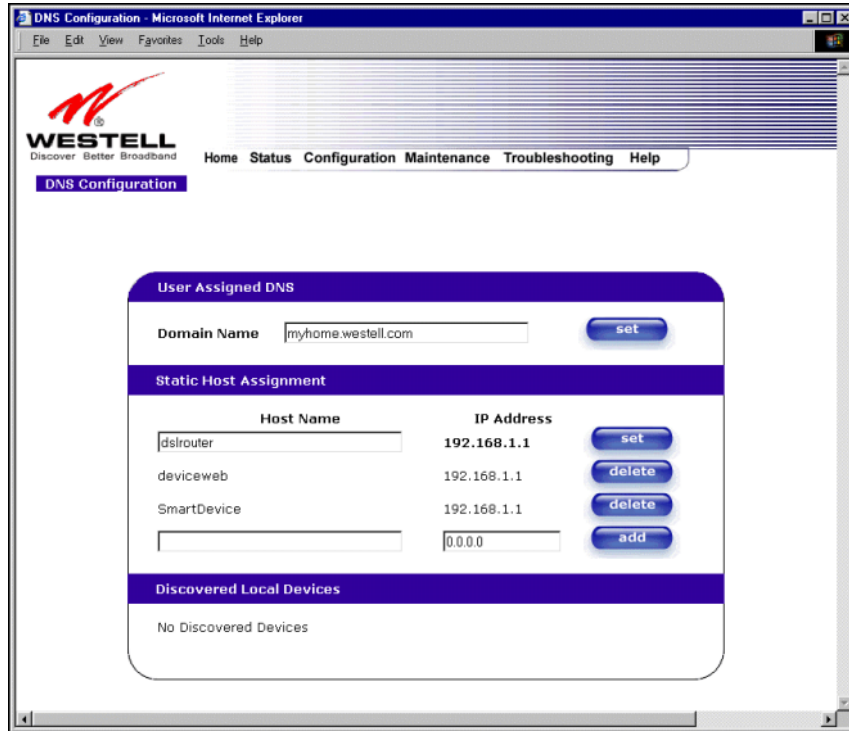 DNS Configuration - Microsoft Internet Explorer
File Edit View Favorites Tools Help
®
WESTELL
Discover Better Broadband
Home Status Configuration Maintenance Troubleshooting Help
DNS Configuration
User Assigned DNS
Domain Name myhome.westell.com set
Static Host Assignment
Host Name IP Address
dslrouter 192.168.1.1 set
deviceweb 192.168.1.1 delete
SmartDevice 192.168.1.1 delete
0.0.0.0 add
Discovered Local Devices
No Discovered Devices